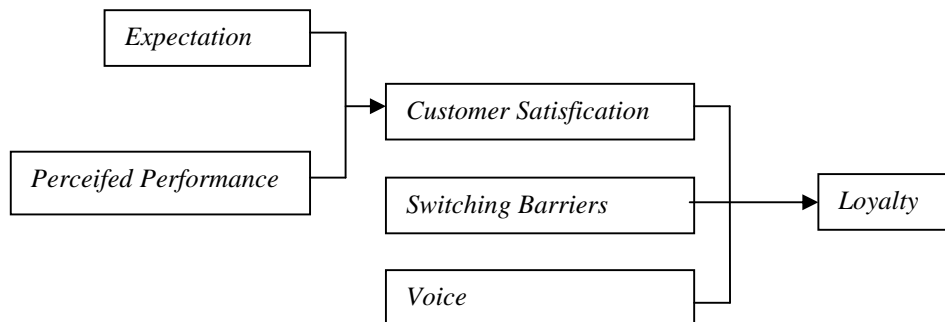 Expectation
Customer Satisfication
Perceifed Performance
Switching Barriers
Loyalty
Voice